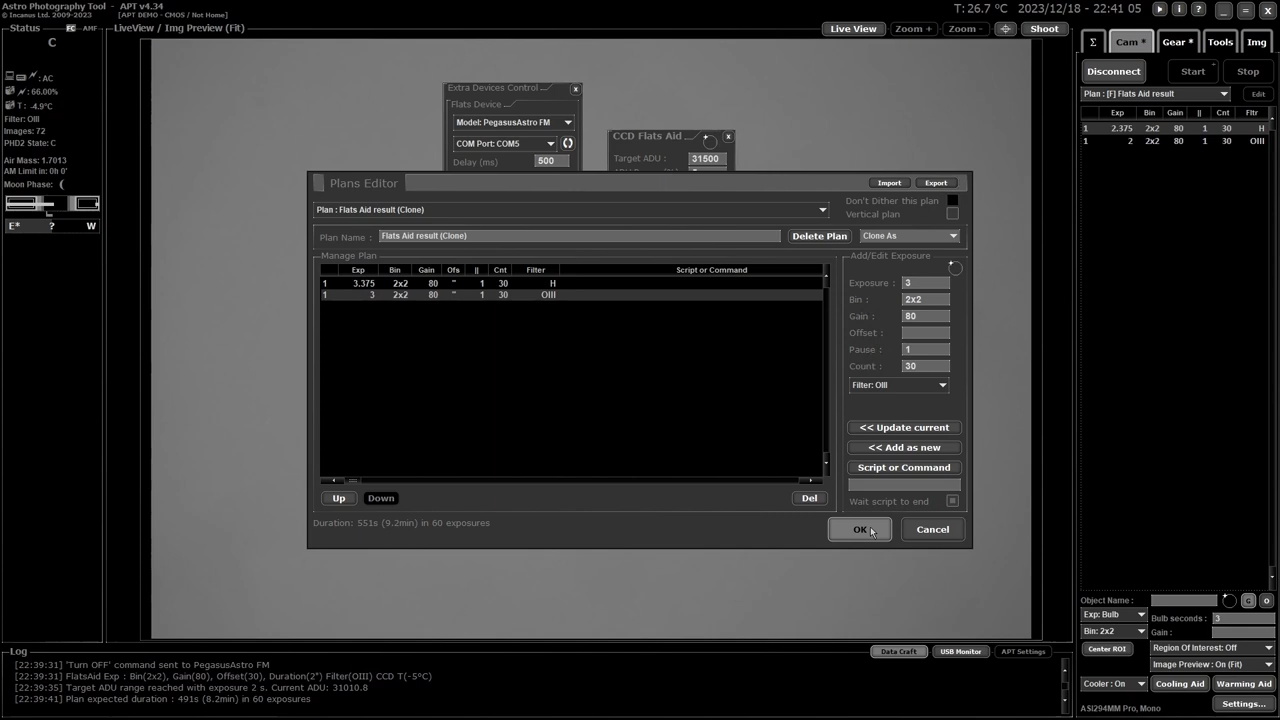 Astro Photography Tool - APT v4.34
© Incanus Ltd. 2009-2023 [APT DEMO - CMOS / Not Home]
T: 26.7 °C 2023/12/18 - 22:41 05
Status FC AMF
C
: AC
: 66.00%
T : -4.9°C
Filter: OIII
Images: 72
PHD2 State: C
Air Mass: 1.7013
AM Limit in: 0h 0'
Moon Phase:
E* ? W
LiveView / Img Preview (Fit)
Live View Zoom + Zoom - Shoot
Extra Devices Control x
Flats Device
Model: PegasusAstro FM
COM Port: COM5
Delay (ms) 500
CCD Flats Aid x
Target ADU : 31500
Plans Editor Import Export
Plan : Flats Aid result (Clone)
Don't Dither this plan
Vertical plan
Plan Name : Flats Aid result (Clone) Delete Plan Clone As
Manage Plan
Exp Bin Gain Ofs || Cnt Filter Script or Command
1 3.375 2x2 80 " 1 30 H
1 3 2x2 80 " 1 30 OIII
Up Down Del
Duration: 551s (9.2min) in 60 exposures
Add/Edit Exposure
Exposure : 3
Bin : 2x2
Gain : 80
Offset :
Pause : 1
Count : 30
Filter: OIII
<< Update current
<< Add as new
Script or Command
Wait script to end
OK Cancel
Σ Cam * Gear * Tools Img
Disconnect Start Stop
Plan : [F] Flats Aid result Edit
Exp Bin Gain || Cnt Fltr
1 2.375 2x2 80 1 30 H
1 2 2x2 80 1 30 OIII
Object Name :
Exp: Bulb Bulb seconds : 3
Bin: 2x2 Gain :
Center ROI Region Of Interest: Off
Image Preview : On (Fit)
Cooler : On Cooling Aid Warming Aid
ASI294MM Pro, Mono Settings...
Log Data Craft USB Monitor APT Settings
[22:39:31] 'Turn OFF' command sent to PegasusAstro FM
[22:39:31] FlatsAid Exp : Bin(2x2), Gain(80), Offset(30), Duration(2") Filter(OIII) CCD T(-5°C)
[22:39:35] Target ADU range reached with exposure 2 s. Current ADU: 31010.8
[22:39:41] Plan expected duration : 491s (8.2min) in 60 exposures